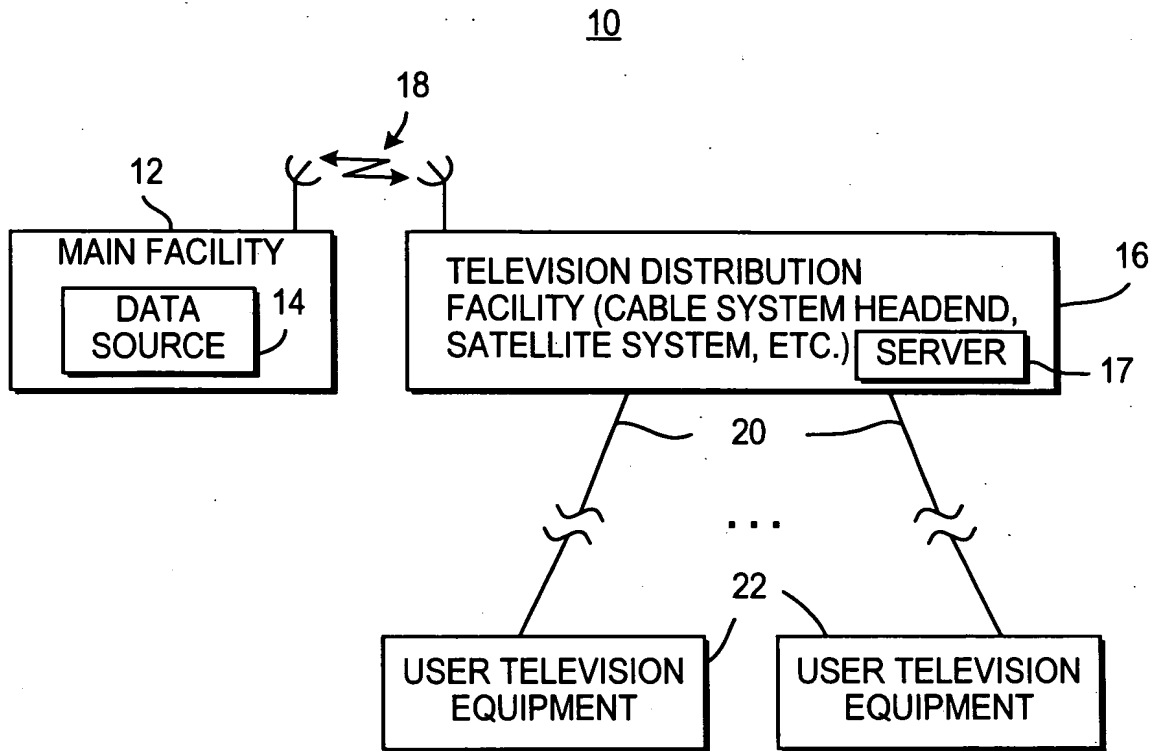 10
18
12
MAIN FACILITY
DATA
SOURCE
14
TELEVISION DISTRIBUTION
FACILITY (CABLE SYSTEM HEADEND,
SATELLITE SYSTEM, ETC.)
SERVER
16
17
20
...
22
USER TELEVISION
EQUIPMENT
USER TELEVISION
EQUIPMENT